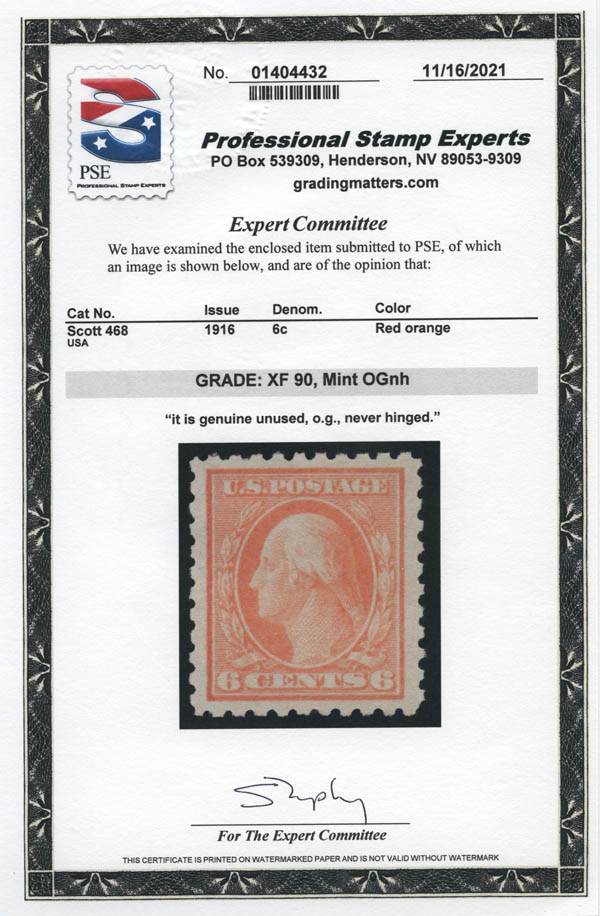 No. 01404432
11/16/2021
PSE
PROFESSIONAL STAMP EXPERTS
Professional Stamp Experts
PO Box 539309, Henderson, NV 89053-9309
gradingmatters.com
Expert Committee
We have examined the enclosed item submitted to PSE, of which
an image is shown below, and are of the opinion that:
Cat No. Issue Denom. Color
Scott 468 1916 6c Red orange
USA
GRADE: XF 90, Mint OGnh
“it is genuine unused, o.g., never hinged.”
U.S. POSTAGE
6 CENTS 6
For The Expert Committee
THIS CERTIFICATE IS PRINTED ON WATERMARKED PAPER AND IS NOT VALID WITHOUT WATERMARK